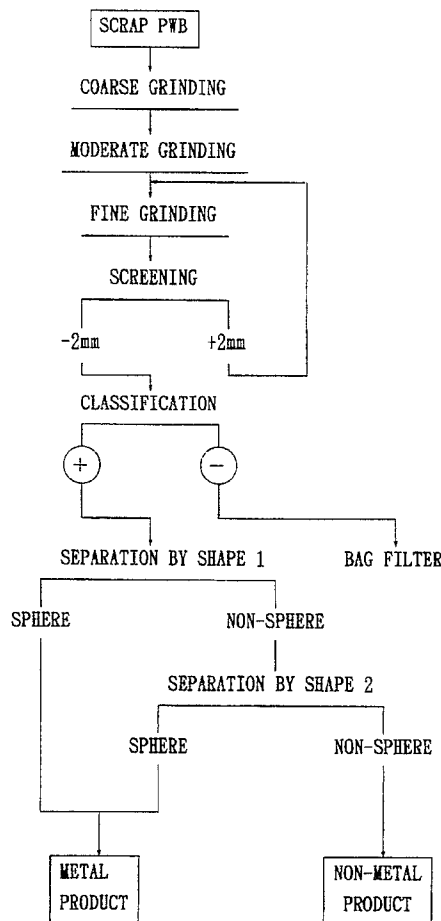 SCRAP PWB
COARSE GRINDING
MODERATE GRINDING
FINE GRINDING
SCREENING
-2mm +2mm
CLASSIFICATION
+ -
SEPARATION BY SHAPE 1 BAG FILTER
SPHERE NON-SPHERE
SEPARATION BY SHAPE 2
SPHERE NON-SPHERE
METAL NON-METAL
PRODUCT PRODUCT